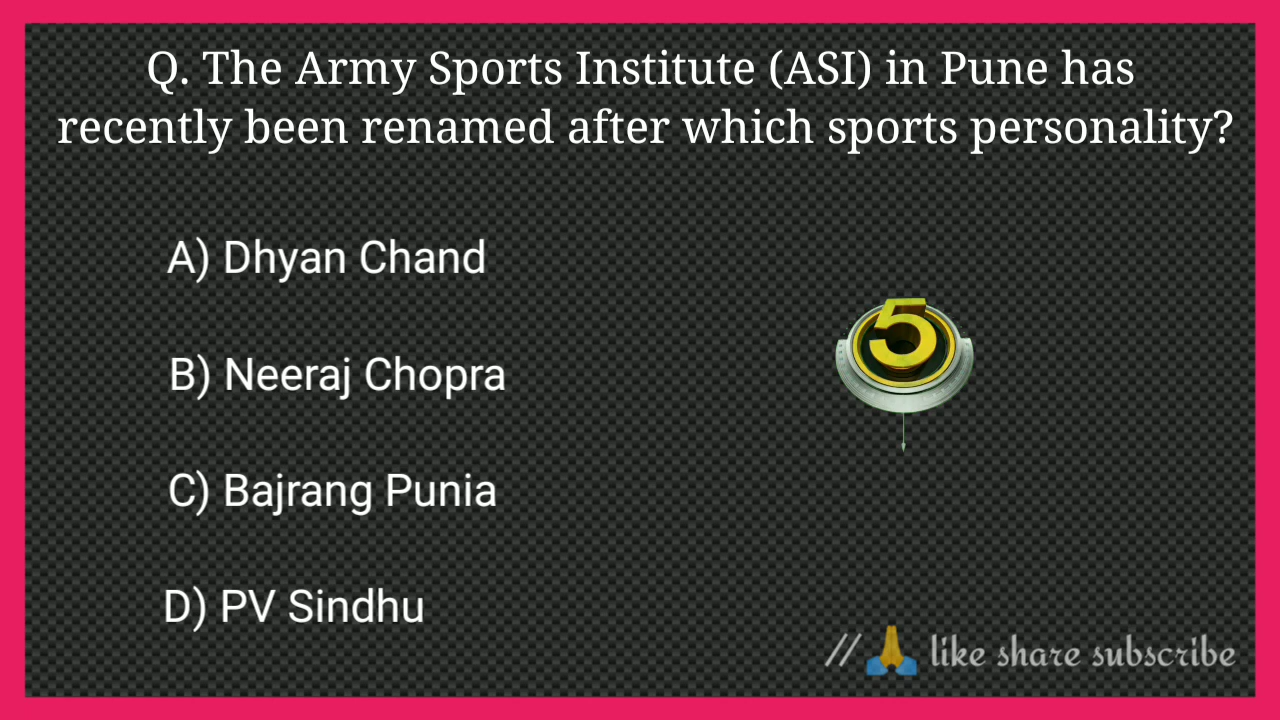 Q. The Army Sports Institute (ASI) in Pune has
recently been renamed after which sports personality?
A) Dhyan Chand
B) Neeraj Chopra
5
C) Bajrang Punia
D) PV Sindhu
// 🙏 like share subscribe